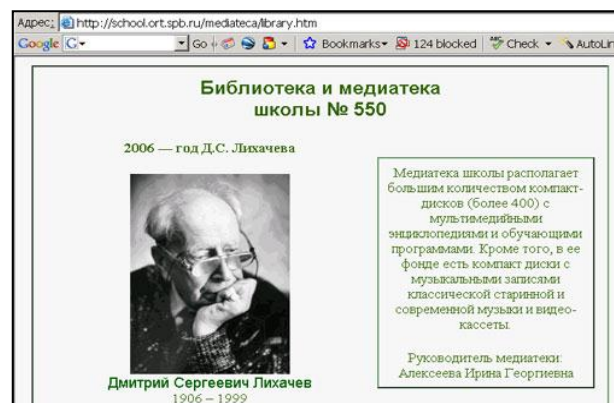 Адрес: http://school.ort.spb.ru/mediateca/library.htm
Google G Go Bookmarks 124 blocked Check AutoLin
Библиотека и медиатека
школы № 550
2006 — год Д.С. Лихачева
Медиатека школы располагает
большим количеством компакт-
дисков (более 400) с
мультимедийными
энциклопедиями и обучающими
программами. Кроме того, в ее
фонде есть компакт диски с
музыкальными записями
классической старинной и
современной музыки и видео-
кассеты.
Руководитель медиатеки:
Алексеева Ирина Георгиевна
Дмитрий Сергеевич Лихачев
1906 – 1999